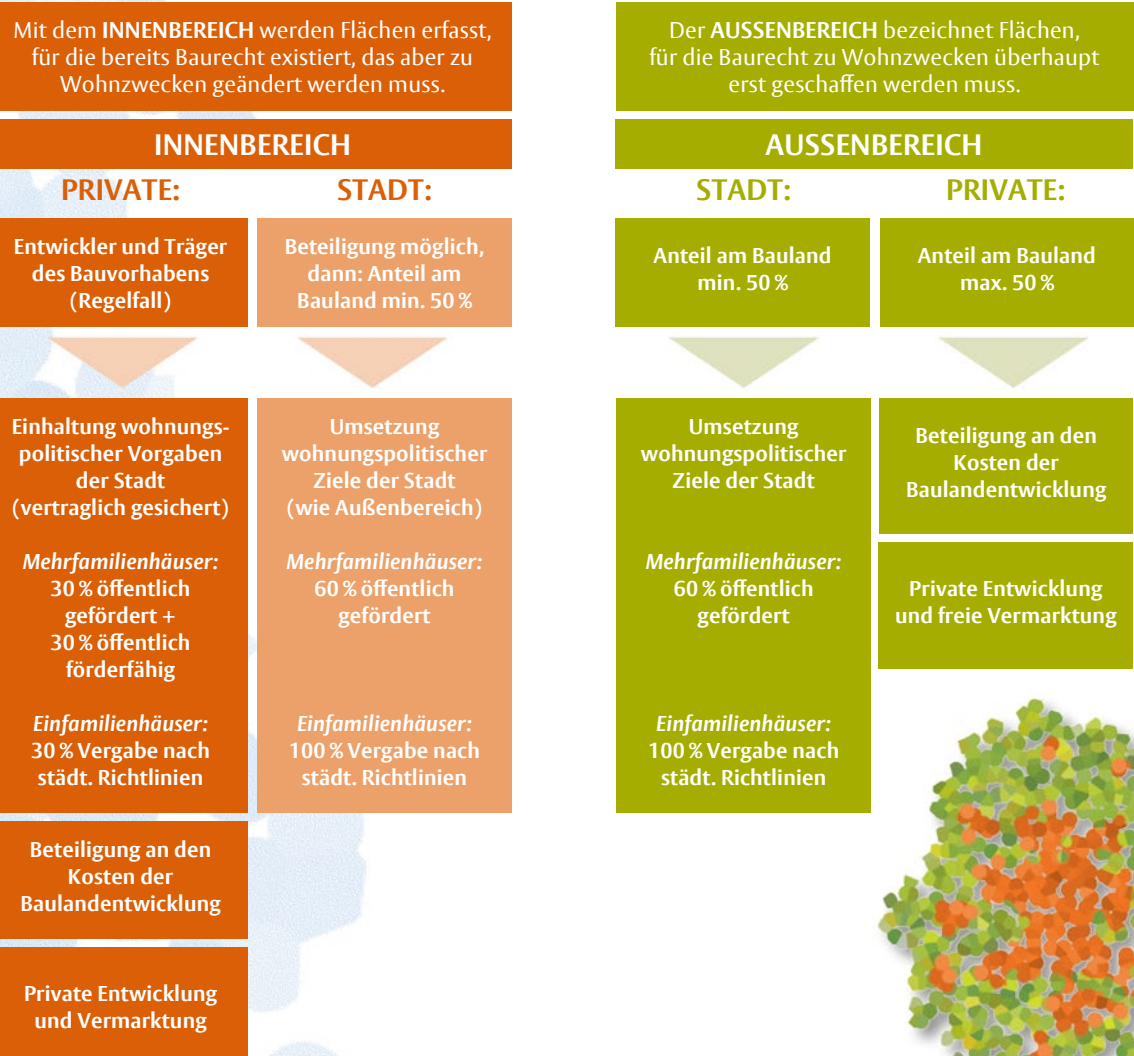 Mit dem INNENBEREICH werden Flächen erfasst,
für die bereits Baurecht existiert, das aber zu
Wohnzwecken geändert werden muss.
INNENBEREICH
PRIVATE:
Entwickler und Träger
des Bauvorhabens
(Regelfall)
Einhaltung wohnungs-
politischer Vorgaben
der Stadt
(vertraglich gesichert)
Mehrfamilienhäuser:
30 % öffentlich
gefördert +
30 % öffentlich
förderfähig
Einfamilienhäuser:
30 % Vergabe nach
städt. Richtlinien
Beteiligung an den
Kosten der
Baulandentwicklung
Private Entwicklung
und Vermarktung
STADT:
Beteiligung möglich,
dann: Anteil am
Bauland min. 50 %
Umsetzung
wohnungspolitischer
Ziele der Stadt
(wie Außenbereich)
Mehrfamilienhäuser:
60 % öffentlich
gefördert
Einfamilienhäuser:
100 % Vergabe nach
städt. Richtlinien
Der AUSSENBEREICH bezeichnet Flächen,
für die Baurecht zu Wohnzwecken überhaupt
erst geschaffen werden muss.
AUSSENBEREICH
STADT:
Anteil am Bauland
min. 50 %
Umsetzung
wohnungspolitischer
Ziele der Stadt
Mehrfamilienhäuser:
60 % öffentlich
gefördert
Einfamilienhäuser:
100 % Vergabe nach
städt. Richtlinien
PRIVATE:
Anteil am Bauland
max. 50 %
Beteiligung an den
Kosten der
Baulandentwicklung
Private Entwicklung
und freie Vermarktung